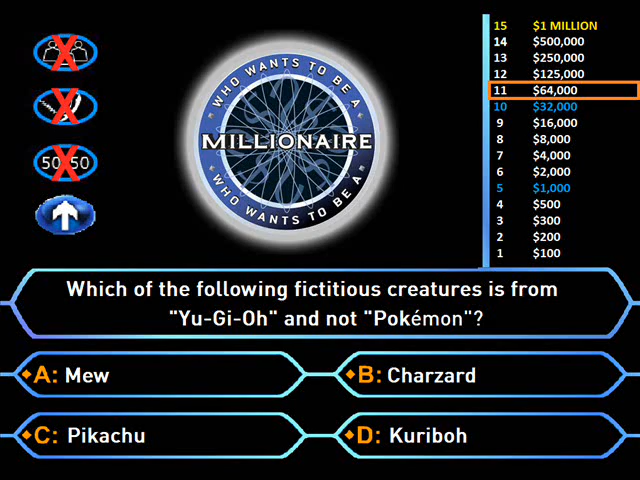 50 50
WHO WANTS TO BE A
MILLIONAIRE
WHO WANTS TO BE A
15 $1 MILLION
14 $500,000
13 $250,000
12 $125,000
11 $64,000
10 $32,000
9 $16,000
8 $8,000
7 $4,000
6 $2,000
5 $1,000
4 $500
3 $300
2 $200
1 $100
Which of the following fictitious creatures is from
"Yu-Gi-Oh" and not "Pokémon"?
A: Mew
B: Charzard
C: Pikachu
D: Kuriboh